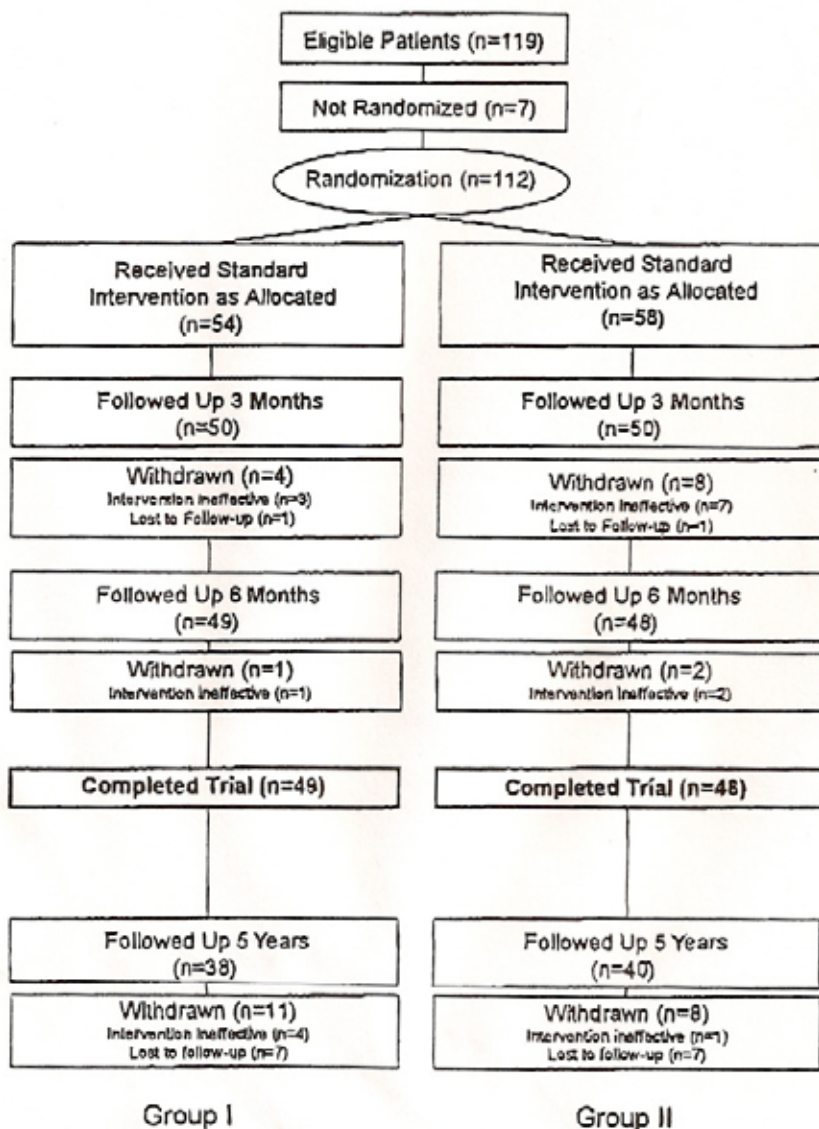 Eligible Patients (n=119)
Not Randomized (n=7)
Randomization (n=112)
Received Standard
Intervention as Allocated
(n=54)
Followed Up 3 Months
(n=50)
Withdrawn (n=4)
Intervension Ineffective (n=3)
Lost to Follow-up (n=1)
Followed Up 6 Months
(n=49)
Withdrawn (n=1)
Intervention Ineffective (n=1)
Completed Trial (n=49)
Followed Up 5 Years
(n=38)
Withdrawn (n=11)
Intervention Ineffective (n=4)
Lost to follow-up (n=7)
Group I
Received Standard
Intervention as Allocated
(n=58)
Followed Up 3 Months
(n=50)
Withdrawn (n=8)
Intervention Ineffective (n=7)
Lost to Follow-up (n=1)
Followed Up 6 Months
(n=48)
Withdrawn (n=2)
Intervention Ineffective (n=2)
Completed Trial (n=48)
Followed Up 5 Years
(n=40)
Withdrawn (n=8)
Intervention ineffective (n=1)
Lost to follow-up (n=7)
Group II